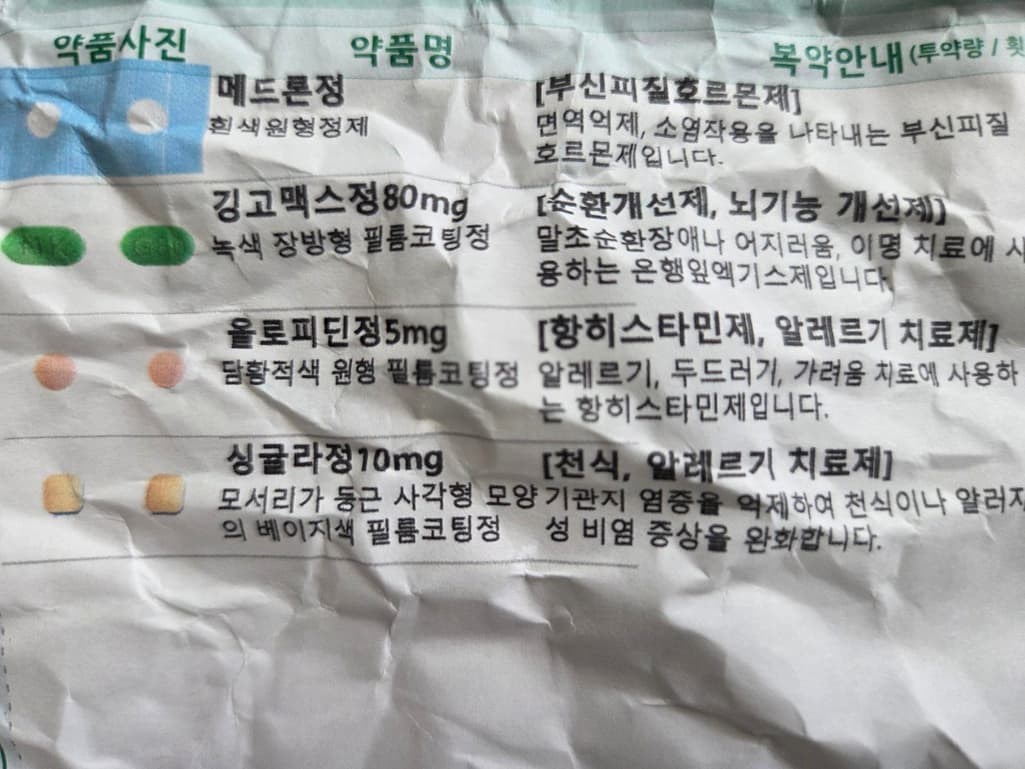 약품사진 약품명 복약안내(투약량 / 횟
메드론정 [부신피질호르몬제]
흰색원형정제 면역억제, 소염작용을 나타내는 부신피질
호르몬제입니다.
깅고맥스정80mg [순환개선제, 뇌기능 개선제]
녹색 장방형 필름코팅정 말초순환장애나 어지러움, 이명 치료에 사
용하는 은행잎엑기스제입니다.
올로피딘정5mg [항히스타민제, 알레르기 치료제]
담황적색 원형 필름코팅정 알레르기, 두드러기, 가려움 치료에 사용하
는 항히스타민제입니다.
싱귤라정10mg [천식, 알레르기 치료제]
모서리가 둥근 사각형 모양 기관지 염증을 억제하여 천식이나 알러지
의 베이지색 필름코팅정 성 비염 증상을 완화합니다.